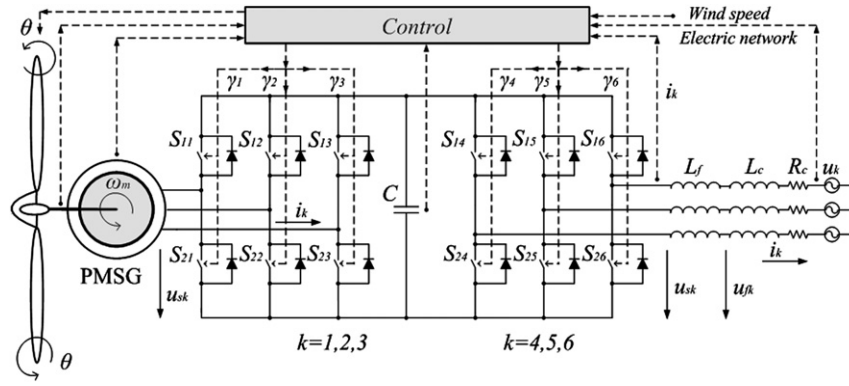 θ
Control
Wind speed
Electric network
γ1 γ2 γ3
γ4 γ5 γ6
ik
S11 S12 S13
S14 S15 S16
Lf Lc Rc uk
ωm
C
ik
PMSG
S21 S22 S23
S24 S25 S26
ik
usk
usk
ufk
k=1,2,3
k=4,5,6
θ